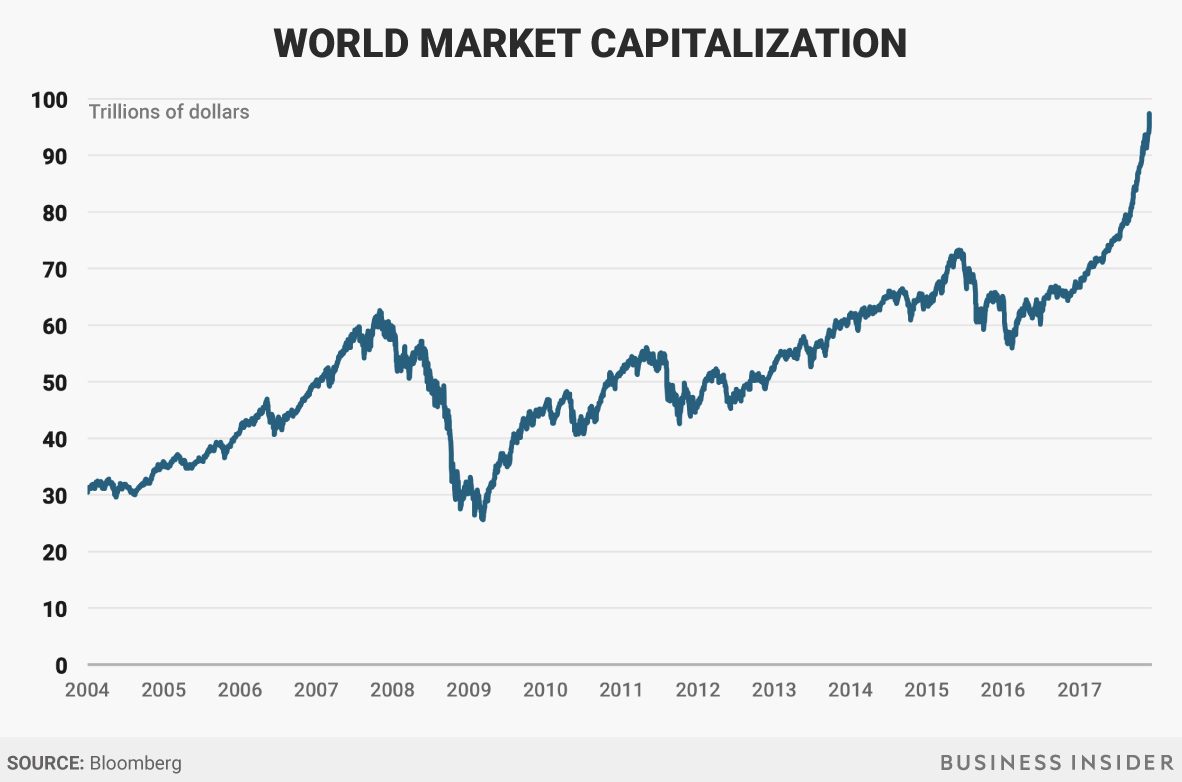 WORLD MARKET CAPITALIZATION
100
Trillions of dollars
90
80
70
60
50
40
30
20
10
0
2004 2005 2006 2007 2008 2009 2010 2011 2012 2013 2014 2015 2016 2017
SOURCE: Bloomberg
BUSINESS INSIDER